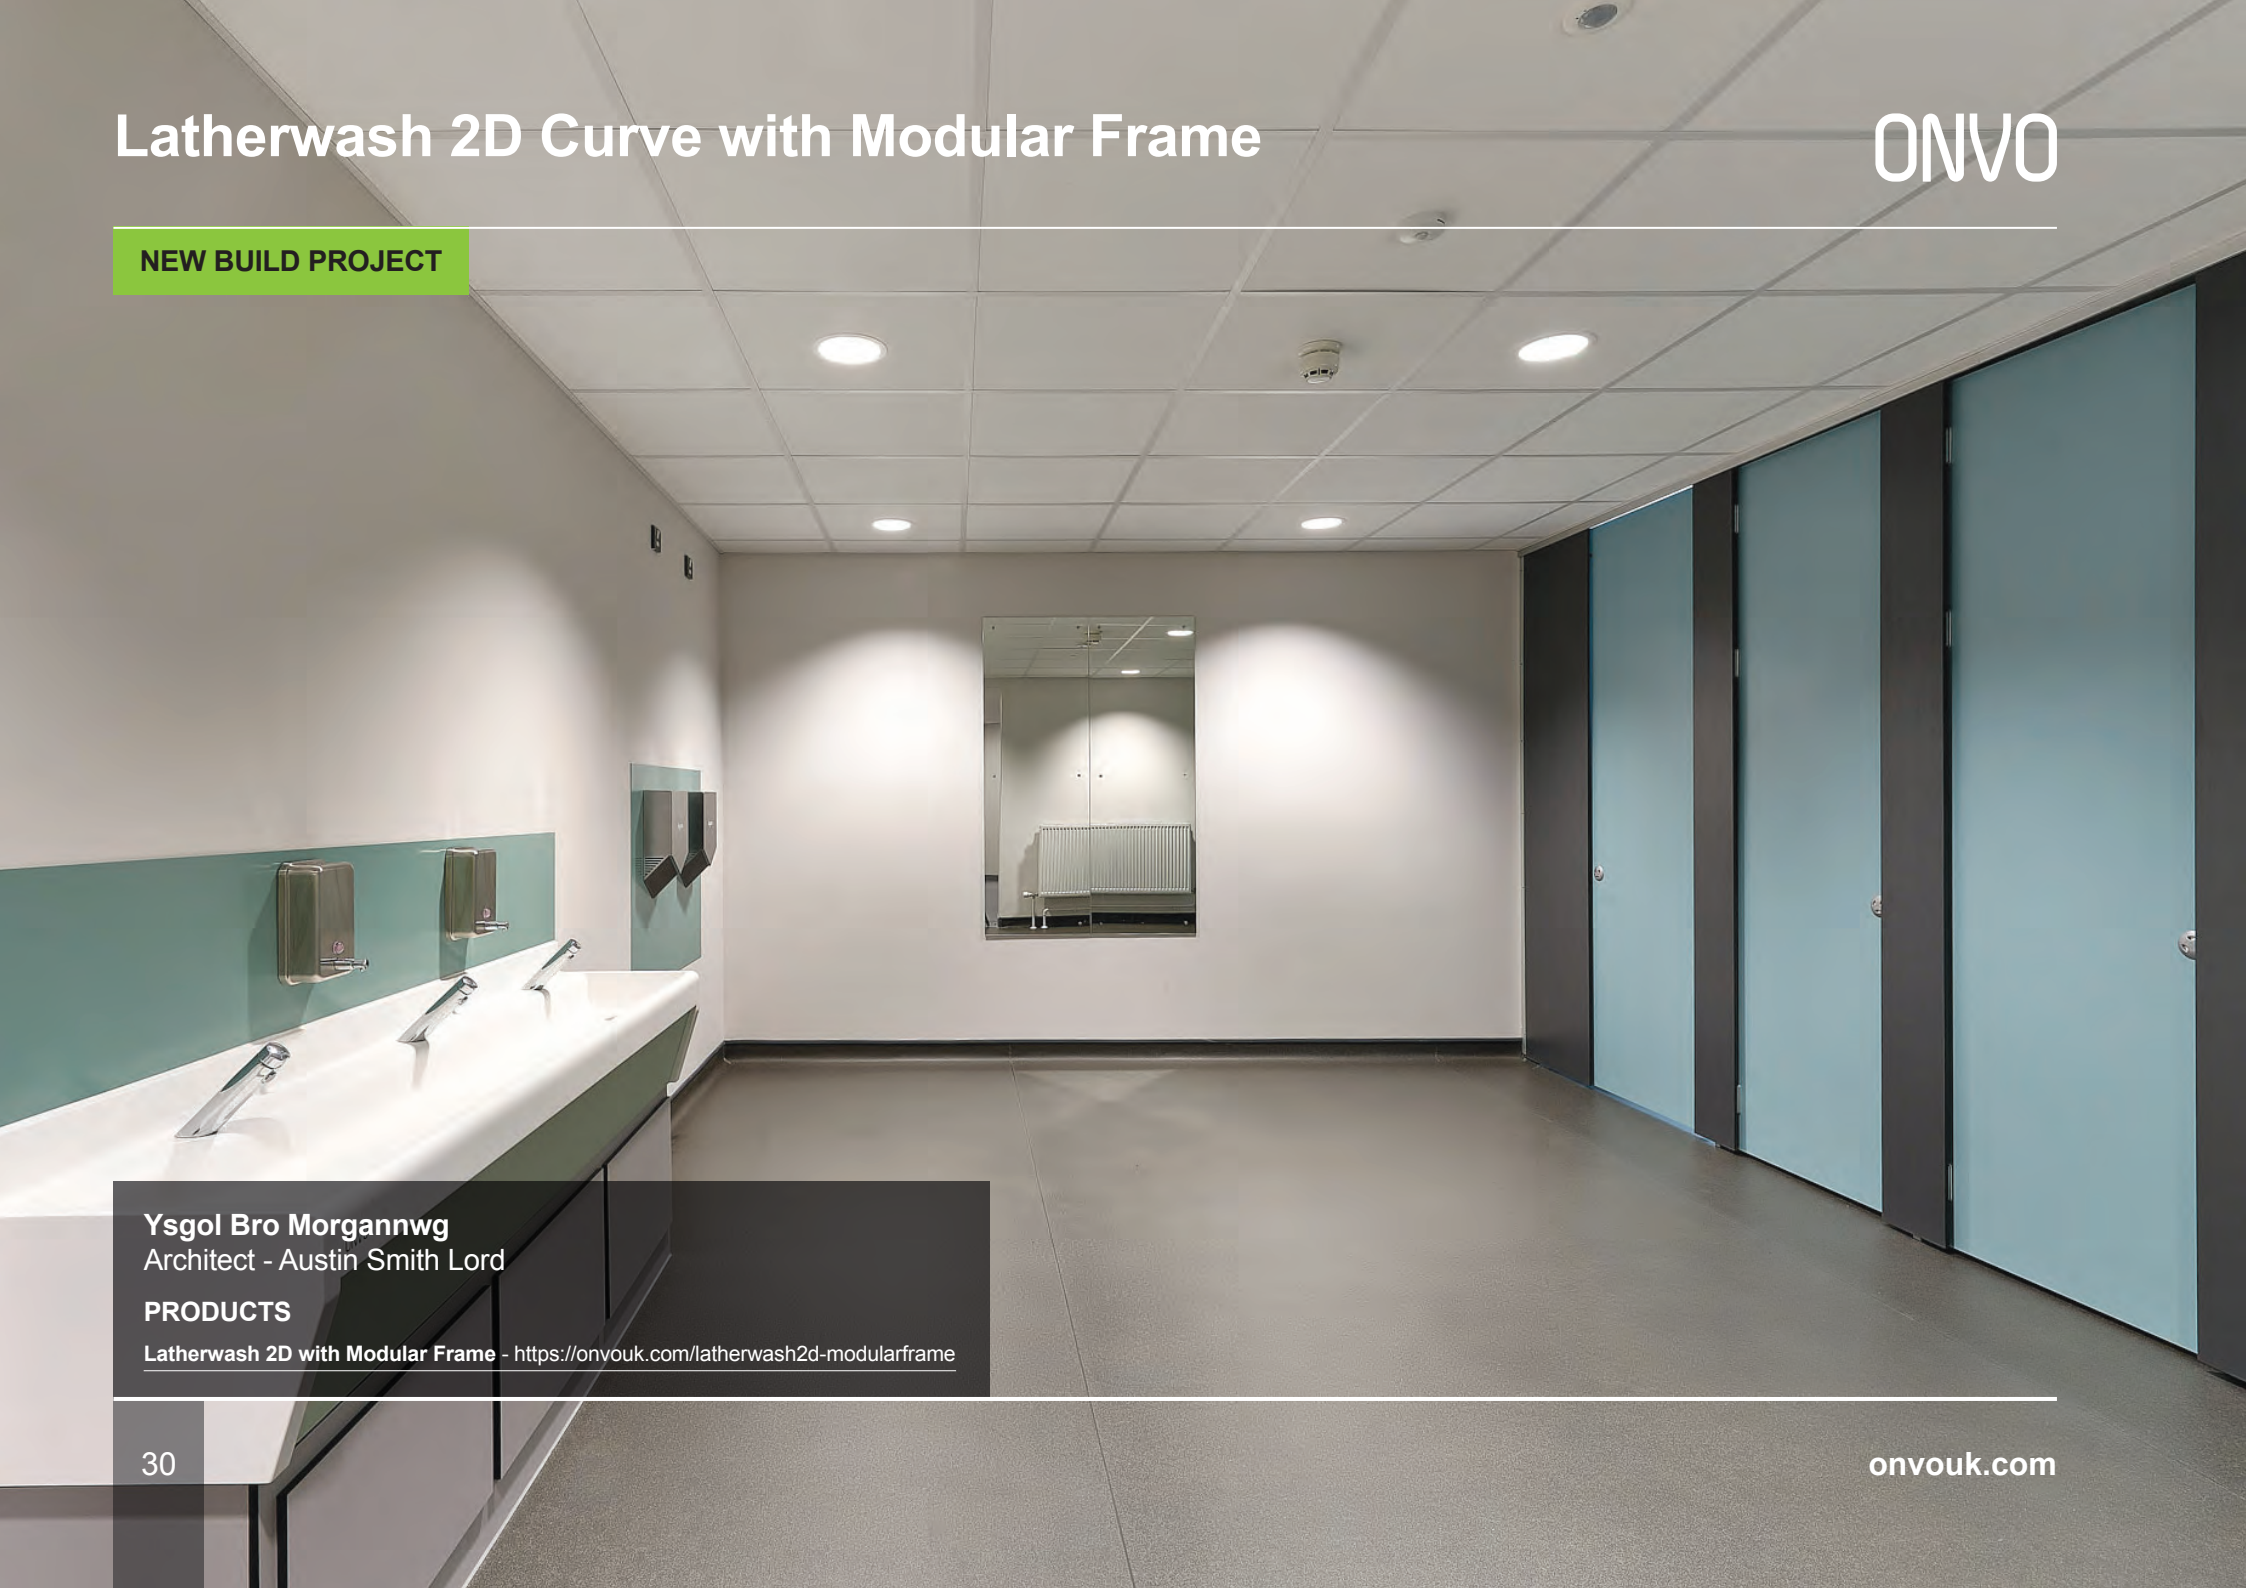 Latherwash 2D Curve with Modular Frame
ONVO
NEW BUILD PROJECT
Ysgol Bro Morgannwg
Architect - Austin Smith Lord
PRODUCTS
Latherwash 2D with Modular Frame - https://onvouk.com/latherwash2d-modularframe
30
onvouk.com